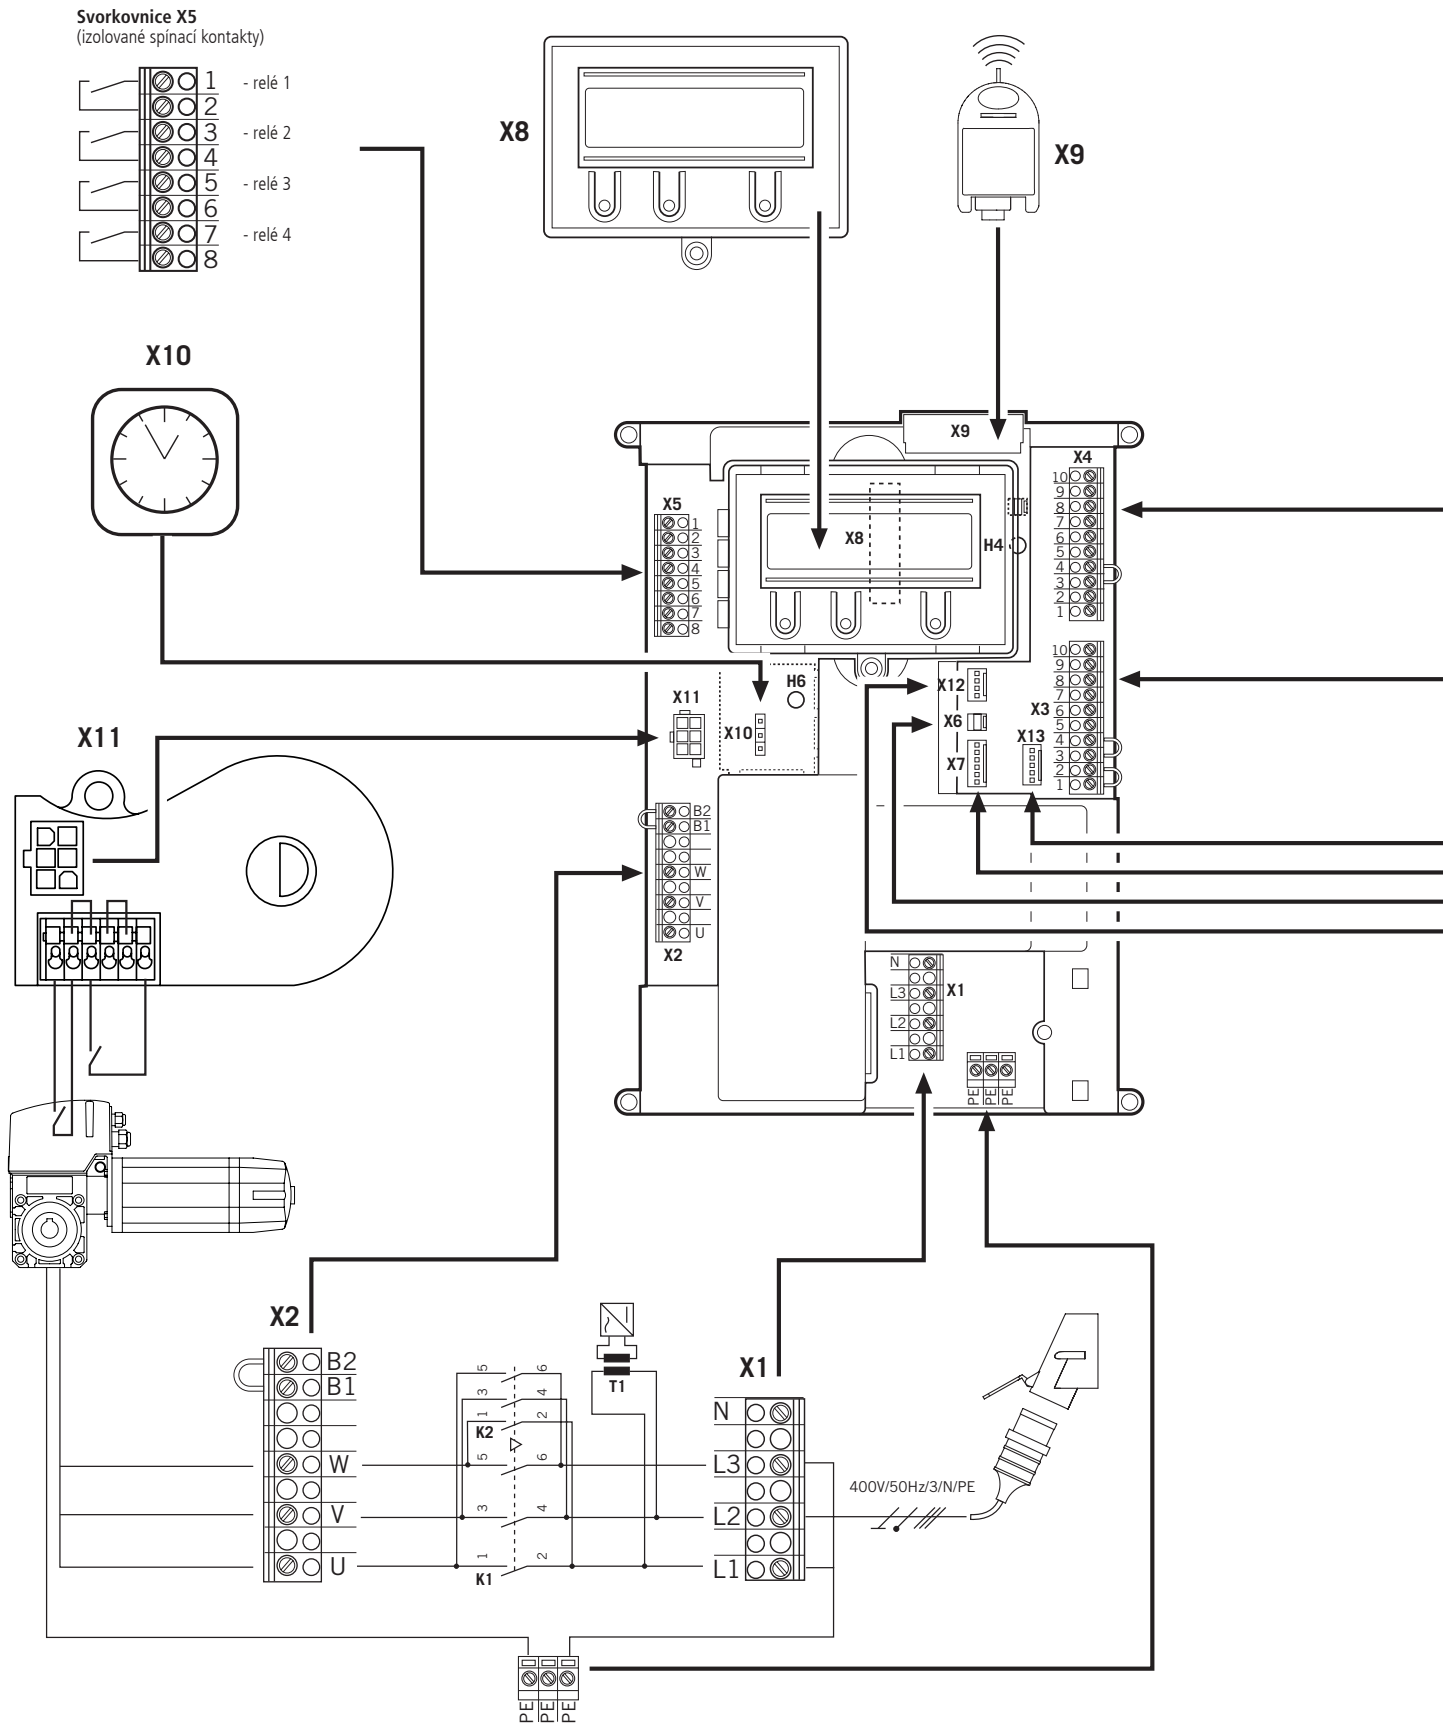 Svorkovnice X5
(izolované spínací kontakty)
1 - relé 1
2
3 - relé 2
4
5 - relé 3
6
7 - relé 4
8
X8
X9
X10
X9
X4
10
9
8
7
6
5
4
3
2
1
X5
1
2
3
4
5
6
7
8
X8
H4
10
9
8
7
6
5
4
3
2
1
X3
X12
X6
X13
X7
H6
X11
X10
X11
B2
B1
W
V
U
X2
N
L3
L2
L1
X1
PE
PE
PE
X2
B2
B1
W
V
U
5
6
3
4
1
2
K2
5
6
3
4
1
2
K1
T1
X1
N
L3
L2
L1
400V/50Hz/3/N/PE
PE
PE
PE